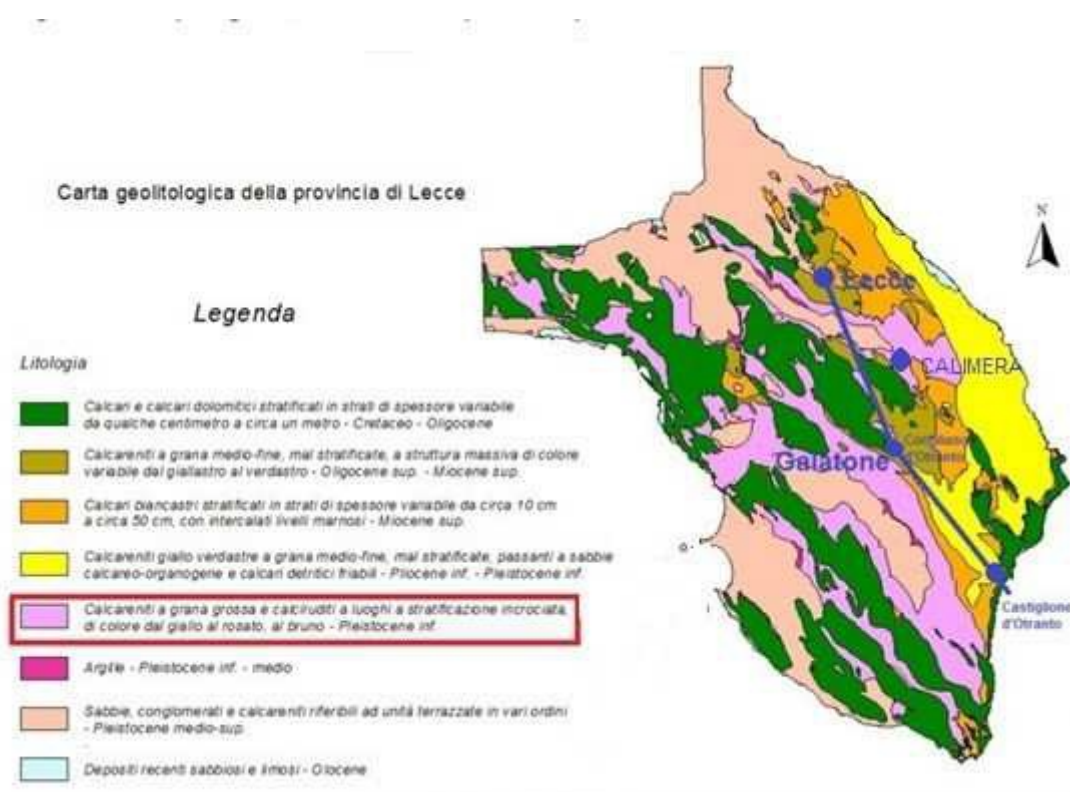 Carta geolitologica della provincia di Lecce
N
Legenda
Litologia
Calcari e calcari dolomitici stratificati in strati di spessore variabile
da qualche centimetro a circa un metro - Cretaceo - Oligocene
Calcareniti a grana medio-fine, mal stratificate, a struttura massiva di colore
variabile dal giallastro al verdastro - Oligocene sup. - Miocene sup.
Calcari biancastri stratificati in strati di spessore variabile da circa 10 cm
a circa 50 cm, con intercalati livelli marnosi - Miocene sup.
Calcareniti giallo verdastre a grana medio-fine, mal stratificate, passanti a sabbie
calcareo-organogene e calcari detritici friabili - Pliocene inf. - Pleistocene inf.
Calcareniti a grana grossa e calciruditi a luoghi a stratificazione incrociata,
di colore dal giallo al rosato, al bruno - Pleistocene inf.
Argille - Pleistocene inf. - medio
Sabbie, conglomerati e calcareniti riferibili ad unità terrazzate in vari ordini
- Pleistocene medio-sup.
Depositi recenti sabbiosi e limosi - Olocene
Lecce
CALIMERA
Galatone
d'Otranto
Castiglione
d'Otranto